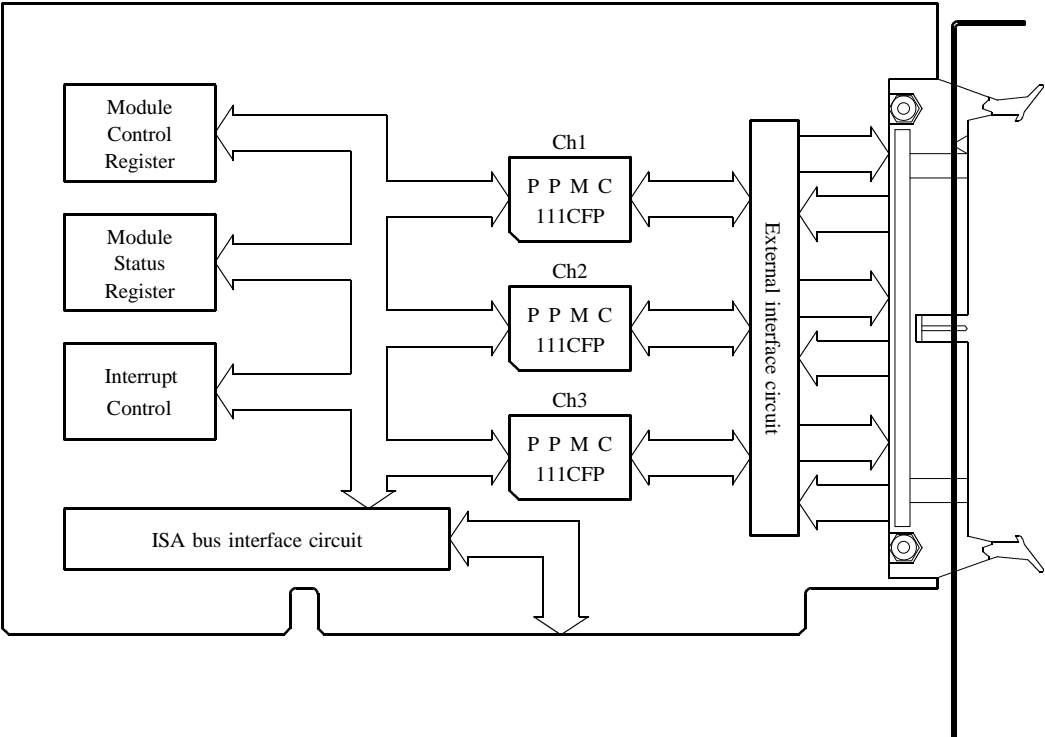 Module
Control
Register
Module
Status
Register
Interrupt
Control
ISA bus interface circuit
Ch1
P P M C
111CFP
Ch2
P P M C
111CFP
Ch3
P P M C
111CFP
External interface circuit